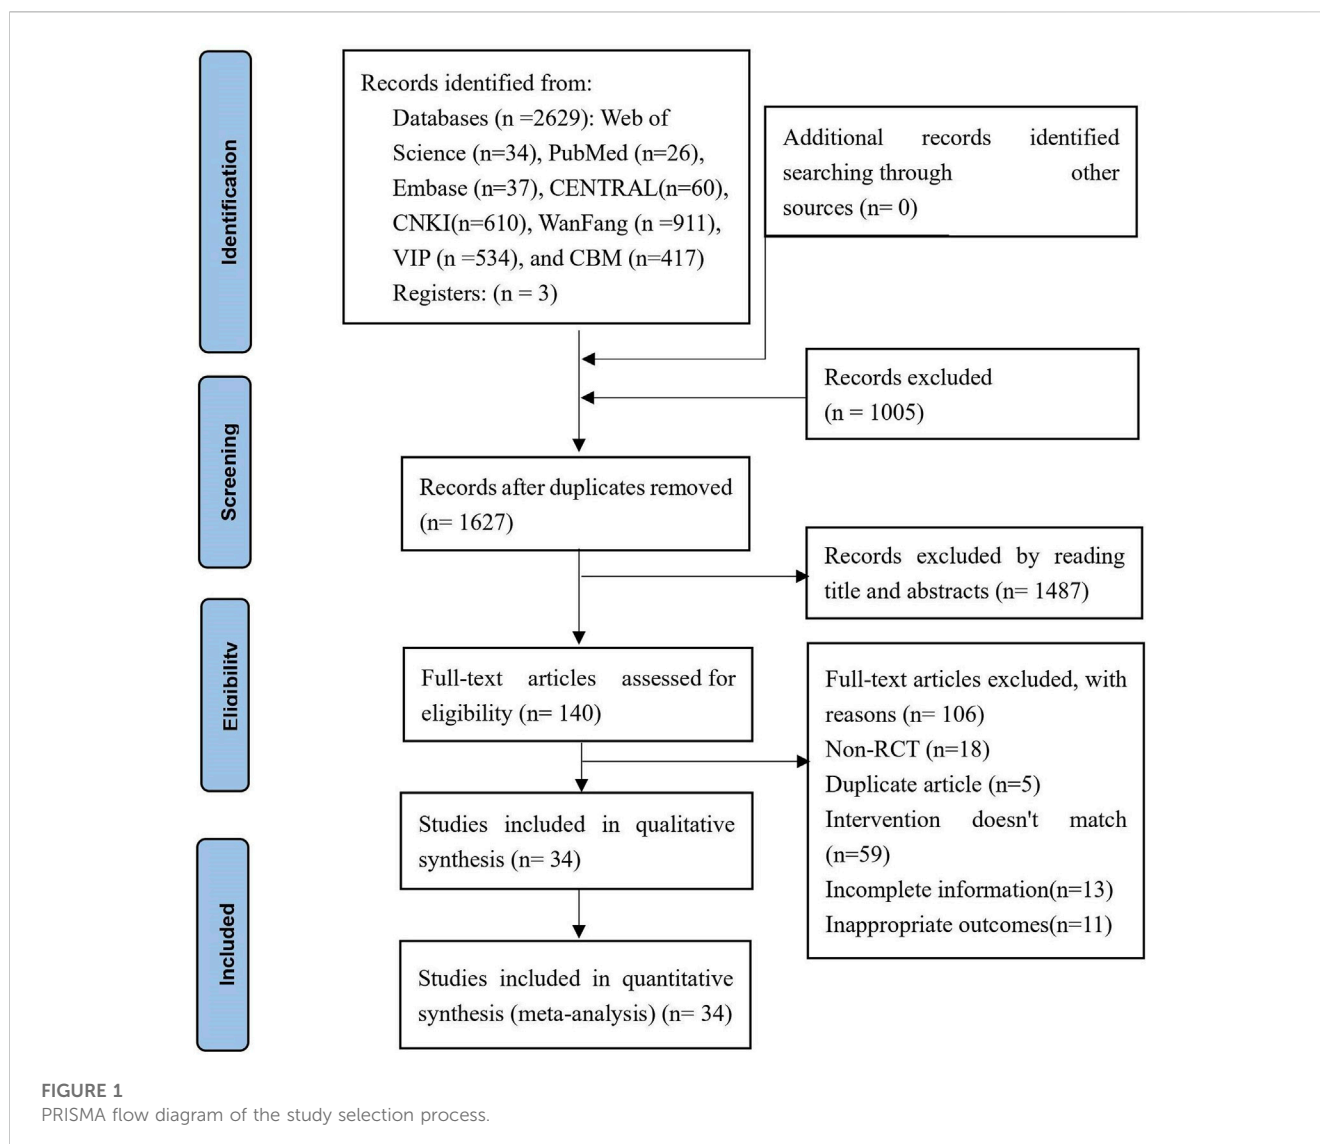 Identification
Records identified from:
Databases (n =2629): Web of
Science (n=34), PubMed (n=26),
Embase (n=37), CENTRAL(n=60),
CNKI(n=610), WanFang (n =911),
VIP (n =534), and CBM (n=417)
Registers: (n = 3)
Additional records identified
searching through other
sources (n= 0)
Records excluded
(n = 1005)
Screening
Records after duplicates removed
(n= 1627)
Records excluded by reading
title and abstracts (n= 1487)
Eligibility
Full-text articles assessed for
eligibility (n= 140)
Full-text articles excluded, with
reasons (n= 106)
Non-RCT (n=18)
Duplicate article (n=5)
Intervention doesn't match
(n=59)
Incomplete information(n=13)
Inappropriate outcomes(n=11)
Studies included in qualitative
synthesis (n= 34)
Included
Studies included in quantitative
synthesis (meta-analysis) (n= 34)
FIGURE 1
PRISMA flow diagram of the study selection process.